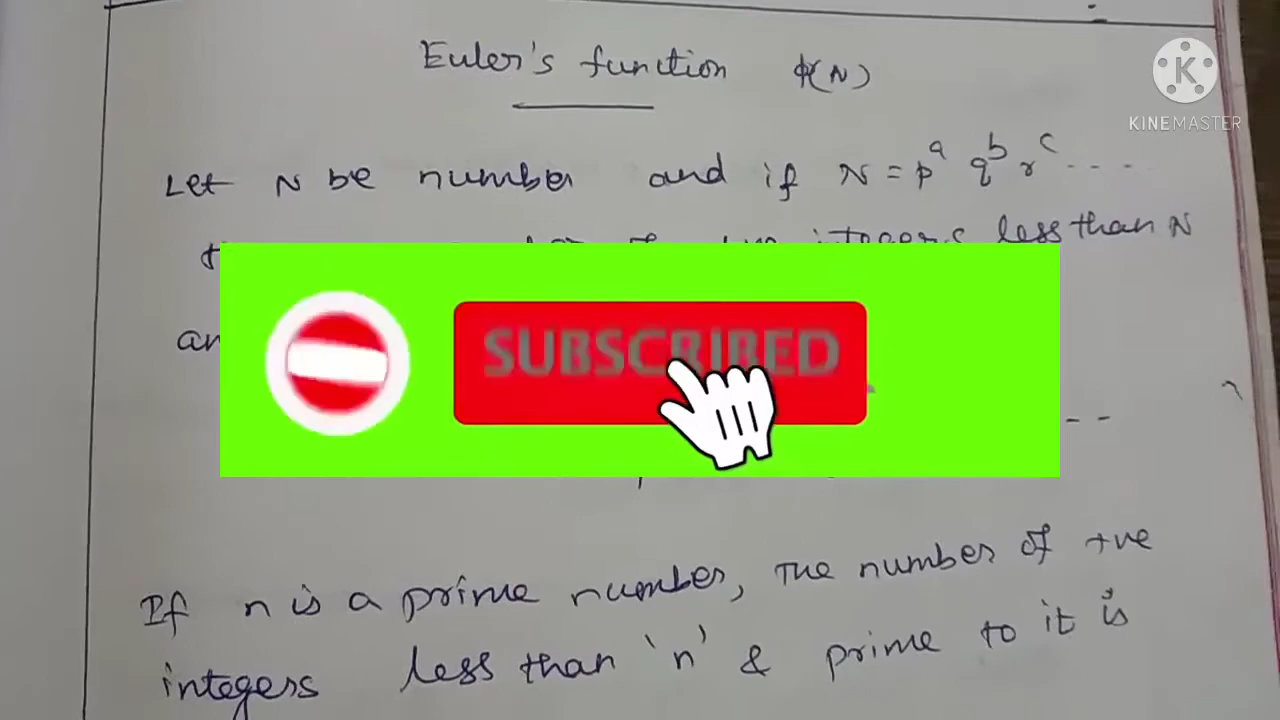 Euler's function ϕ(N)
KINEMASTER
Let N be number and if N = p^a q^b r^c ....
integers less than N
SUBSCRIBED
--
If n is a prime number, The number of +ve
integers less than 'n' & prime to it is